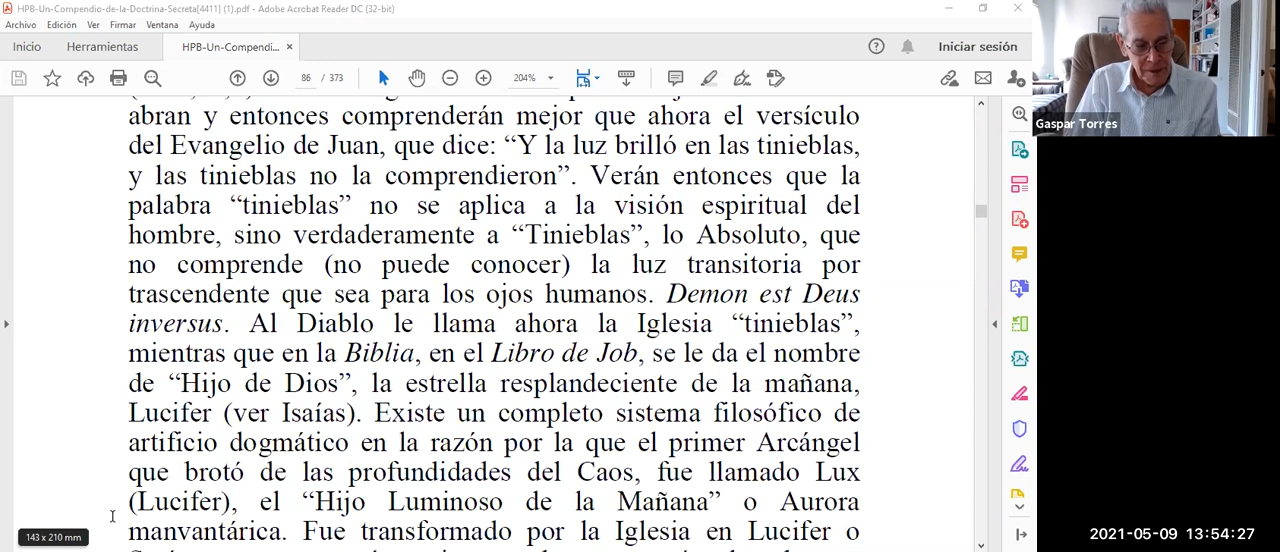 HPB-Un-Compendio-de-la-Doctrina-Secreta[4411] (1).pdf - Adobe Acrobat Reader DC (32-bit)
Archivo Edición Ver Firmar Ventana Ayuda
Inicio Herramientas HPB-Un-Compendi... × Iniciar sesión
86 / 373 204%
abran y entonces comprenderán mejor que ahora el versículo
del Evangelio de Juan, que dice: “Y la luz brilló en las tinieblas,
y las tinieblas no la comprendieron”. Verán entonces que la
palabra “tinieblas” no se aplica a la visión espiritual del
hombre, sino verdaderamente a “Tinieblas”, lo Absoluto, que
no comprende (no puede conocer) la luz transitoria por
trascendente que sea para los ojos humanos. Demon est Deus
inversus. Al Diablo le llama ahora la Iglesia “tinieblas”,
mientras que en la Biblia, en el Libro de Job, se le da el nombre
de “Hijo de Dios”, la estrella resplandeciente de la mañana,
Lucifer (ver Isaías). Existe un completo sistema filosófico de
artificio dogmático en la razón por la que el primer Arcángel
que brotó de las profundidades del Caos, fue llamado Lux
(Lucifer), el “Hijo Luminoso de la Mañana” o Aurora
manvantárica. Fue transformado por la Iglesia en Lucifer o
143 x 210 mm
Gaspar Torres
2021-05-09 13:54:27